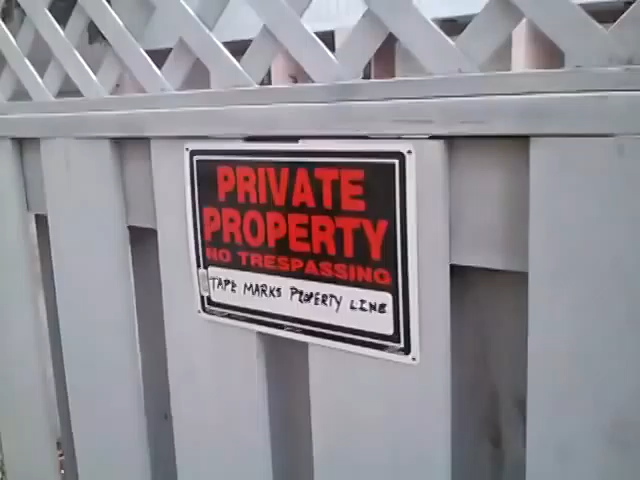 PRIVATE
PROPERTY
NO TRESPASSING
TAPE MARKS PROPERTY LINE